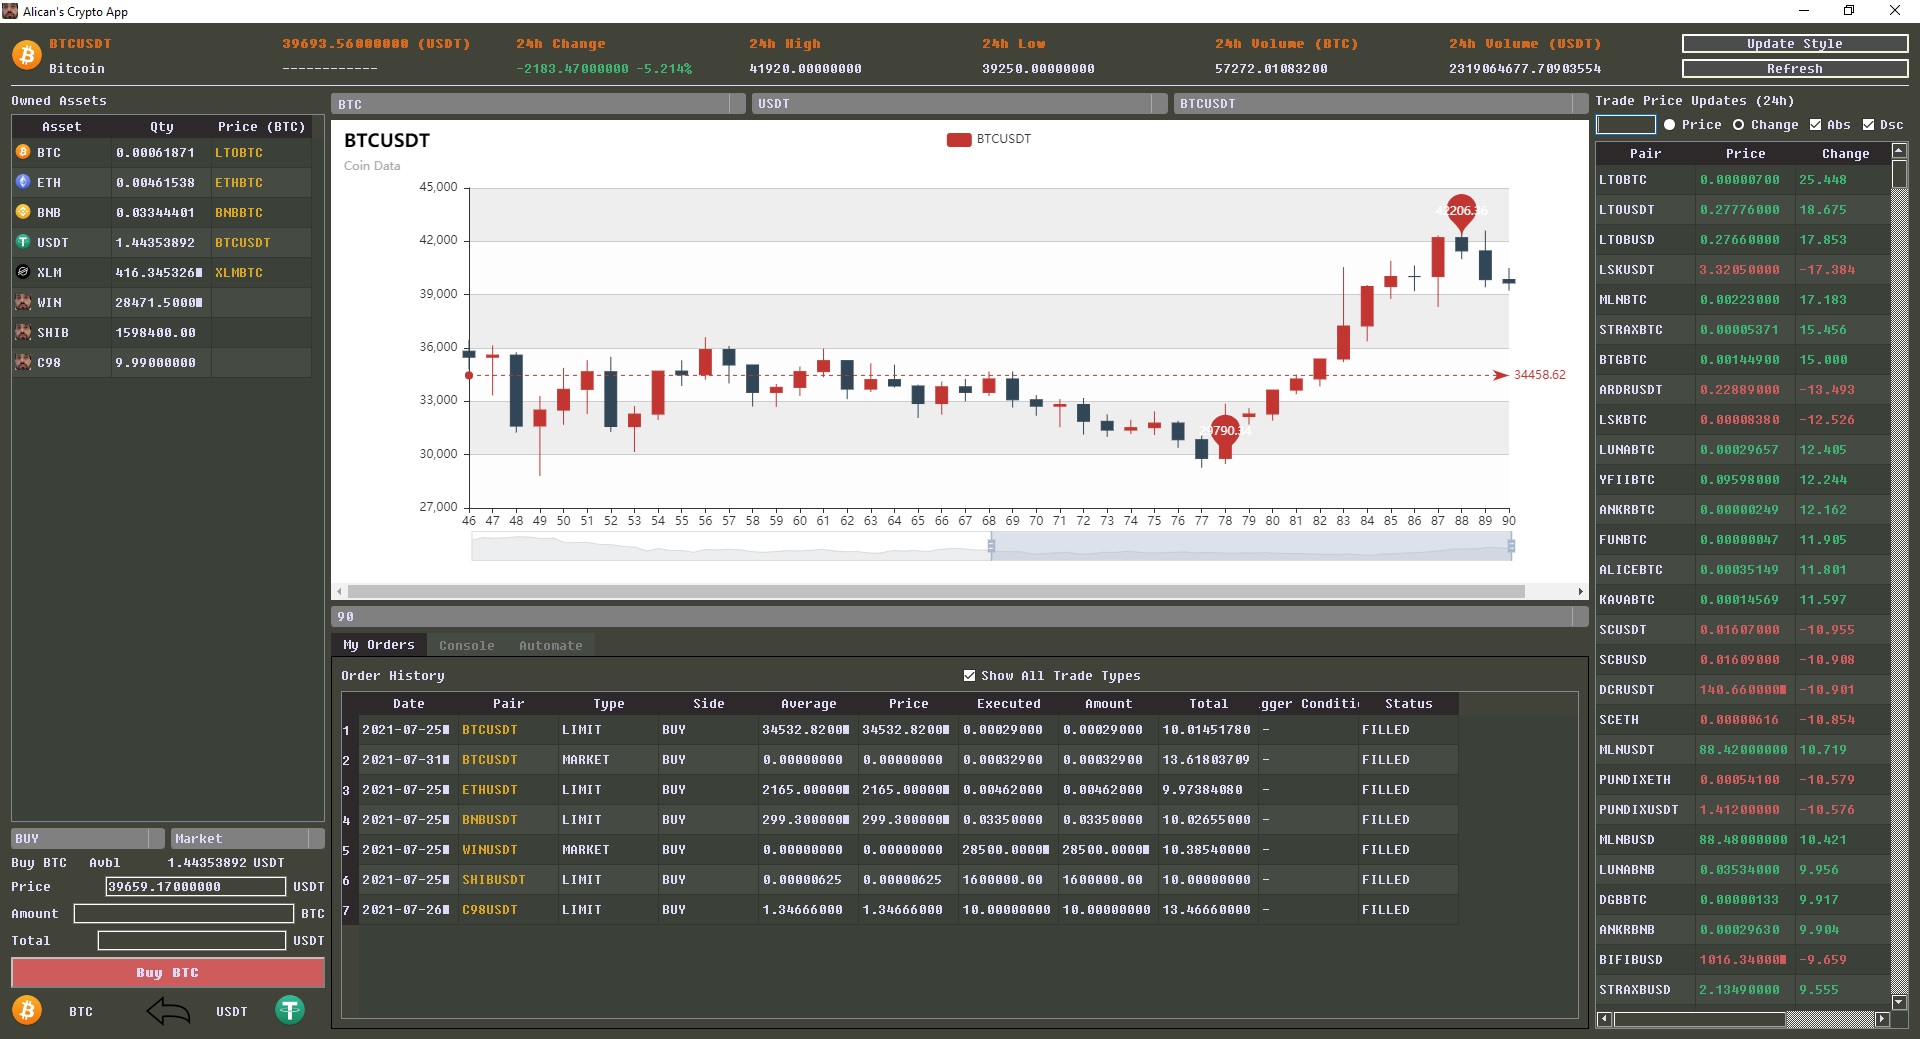 Alican's Crypto App
BTCUSDT 39693.56000000 (USDT) 24h Change 24h High 24h Low 24h Volume (BTC) 24h Volume (USDT) Update Style
Bitcoin ------------ -2183.47000000 -5.214% 41920.00000000 39250.00000000 57272.01083200 2319064677.70903554 Refresh
Owned Assets
Asset Qty Price (BTC)
BTC 0.00061871 LTOBTC
ETH 0.00461538 ETHBTC
BNB 0.03344401 BNBBTC
USDT 1.44353892 BTCUSDT
XLM 416.345326 XLMBTC
WIN 28471.5000
SHIB 1598400.00
C98 9.99000000
BUY Market
Buy BTC Avbl 1.44353892 USDT
Price 39659.17000000 USDT
Amount BTC
Total USDT
Buy BTC
BTC USDT
BTC USDT BTCUSDT
BTCUSDT
Coin Data
BTCUSDT
45,000
42,000
39,000
36,000
33,000
30,000
27,000
42206.36
34458.62
46 47 48 49 50 51 52 53 54 55 56 57 58 59 60 61 62 63 64 65 66 67 68 69 70 71 72 73 74 75 76 77 78 79 80 81 82 83 84 85 86 87 88 89 90
90
My Orders Console Automate
Order History Show All Trade Types
Date Pair Type Side Average Price Executed Amount Total gger Conditi Status
1 2021-07-25 BTCUSDT LIMIT BUY 34532.8200 34532.8200 0.00029000 0.00029000 10.01451780 - FILLED
2 2021-07-31 BTCUSDT MARKET BUY 0.00000000 0.00000000 0.00032900 0.00032900 13.61803709 - FILLED
3 2021-07-25 ETHUSDT LIMIT BUY 2165.00000 2165.00000 0.00462000 0.00462000 9.97384080 - FILLED
4 2021-07-25 BNBUSDT LIMIT BUY 299.300000 299.300000 0.03350000 0.03350000 10.02655000 - FILLED
5 2021-07-25 WINUSDT MARKET BUY 0.00000000 0.00000000 28500.0000 28500.0000 10.38540000 - FILLED
6 2021-07-25 SHIBUSDT LIMIT BUY 0.00000625 0.00000625 1600000.00 1600000.00 10.00000000 - FILLED
7 2021-07-26 C98USDT LIMIT BUY 1.34666000 1.34666000 10.00000000 10.00000000 13.46660000 - FILLED
Trade Price Updates (24h)
Price Change Abs Dsc
Pair Price Change
LTOBTC 0.00000700 25.448
LTOUSDT 0.27776000 18.675
LTOBUSD 0.27660000 17.853
LSKUSDT 3.32050000 -17.384
MLNBTC 0.00223000 17.183
STRAXBTC 0.00005371 15.456
BTGBTC 0.00144900 15.000
ARDRUSDT 0.22889000 -13.493
LSKBTC 0.00008380 -12.526
LUNABTC 0.00029657 12.405
YFIIBTC 0.09598000 12.244
ANKRBTC 0.00000249 12.162
FUNBTC 0.00000047 11.905
ALICEBTC 0.00035149 11.801
KAVABTC 0.00014569 11.597
SCUSDT 0.01607000 -10.955
SCBUSD 0.01609000 -10.908
DCRUSDT 140.660000 -10.901
SCETH 0.00000616 -10.854
MLNUSDT 88.42000000 10.719
PUNDIXETH 0.00054100 -10.579
PUNDIXUSDT 1.41200000 -10.576
MLNBUSD 88.48000000 10.421
LUNABNB 0.03534000 9.956
DGBBTC 0.00000133 9.917
ANKRBNB 0.00029630 9.904
BIFIBUSD 1016.34000 -9.659
STRAXBUSD 2.13490000 9.555